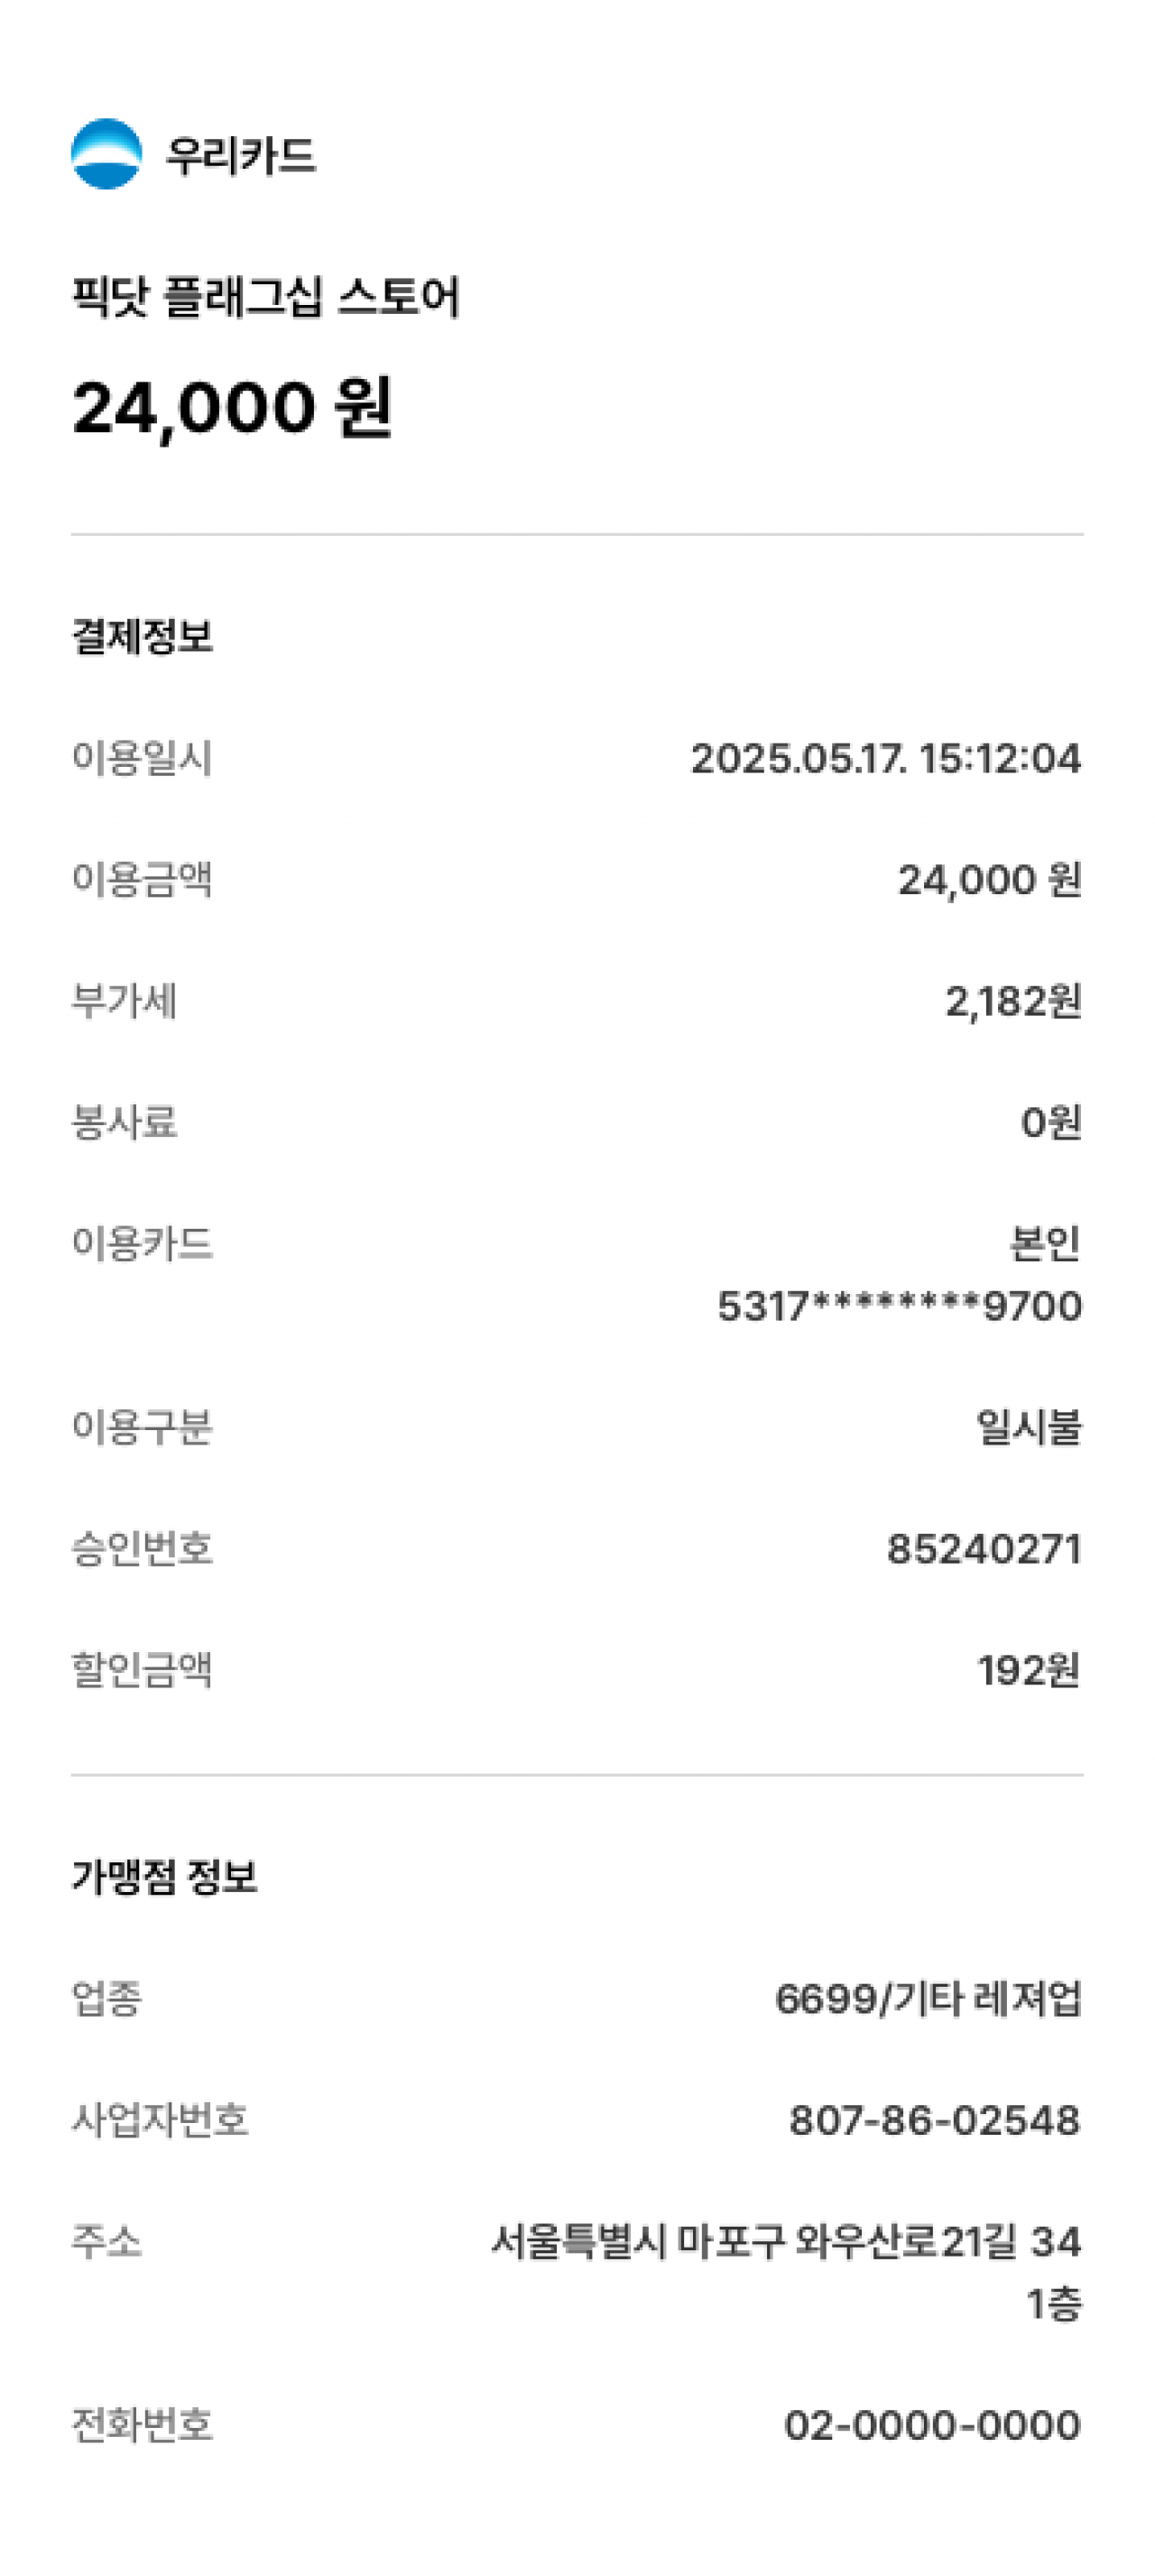 우리카드
픽닷 플래그십 스토어
24,000 원
결제정보
이용일시 2025.05.17. 15:12:04
이용금액 24,000 원
부가세 2,182원
봉사료 0원
이용카드 본인
5317********9700
이용구분 일시불
승인번호 85240271
할인금액 192원
가맹점 정보
업종 6699/기타 레져업
사업자번호 807-86-02548
주소 서울특별시 마포구 와우산로21길 34
1층
전화번호 02-0000-0000